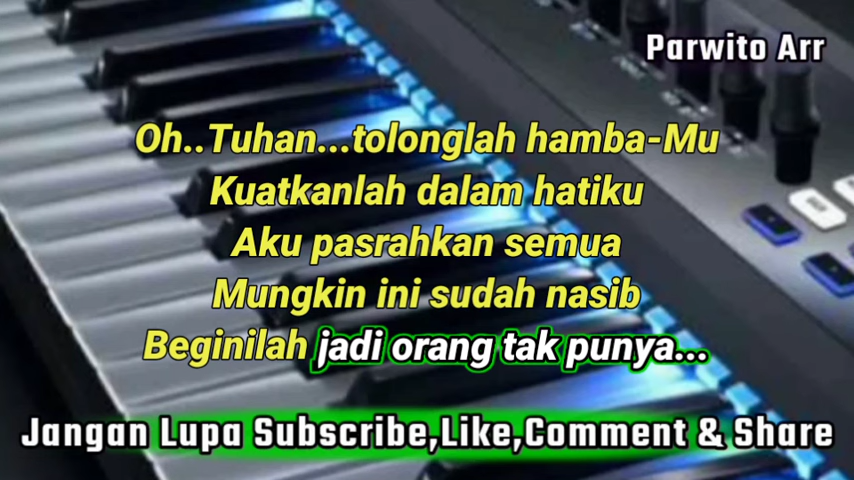 Parwito Arr
Oh..Tuhan...tolonglah hamba-Mu
Kuatkanlah dalam hatiku
Aku pasrahkan semua
Mungkin ini sudah nasib
Beginilah jadi orang tak punya...
Jangan Lupa Subscribe,Like,Comment & Share